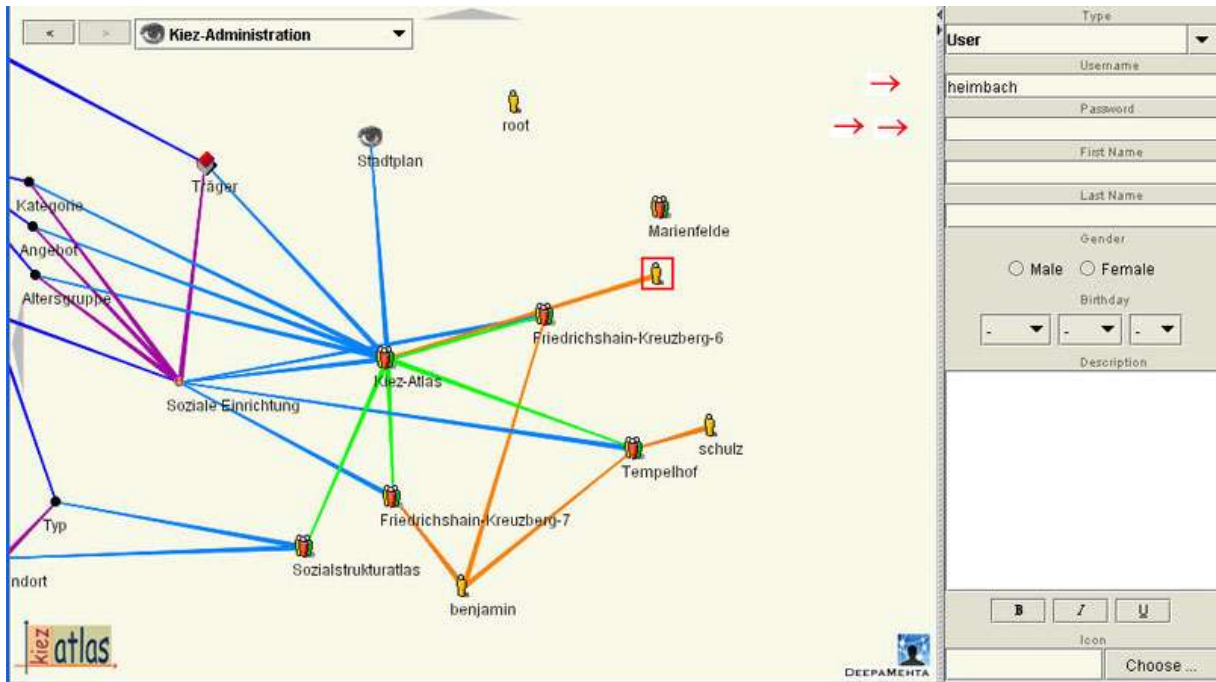 < > Kiez-Administration
root
Stadtplan
Träger
Kategorie
Marienfelde
Angebot
Altersgruppe
Friedrichshain-Kreuzberg-6
Kiez-Atlas
Soziale Einrichtung
schulz
Tempelhof
Friedrichshain-Kreuzberg-7
Typ
Sozialstrukturatlas
ndort
benjamin
kiez
atlas
DEEPAMEHTA
Type
User
Username
heimbach
Password
First Name
Last Name
Gender
Male Female
Birthday
- - -
Description
B I U
Icon
Choose ...